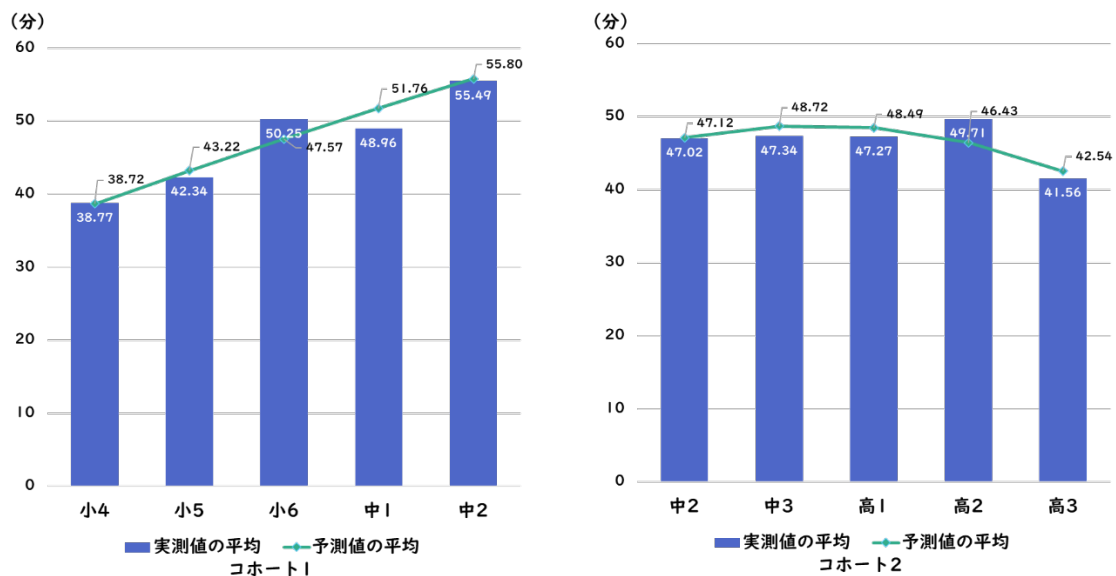 (分)
60
50
40
30
20
10
0
38.72
43.22
47.57
51.76
55.80
38.77
42.34
50.25
48.96
55.49
小4
小5
小6
中1
中2
実測値の平均
予測値の平均
コホート1
(分)
60
50
40
30
20
10
0
47.12
48.72
48.49
46.43
42.54
47.02
47.34
47.27
49.71
41.56
中2
中3
高1
高2
高3
実測値の平均
予測値の平均
コホート2